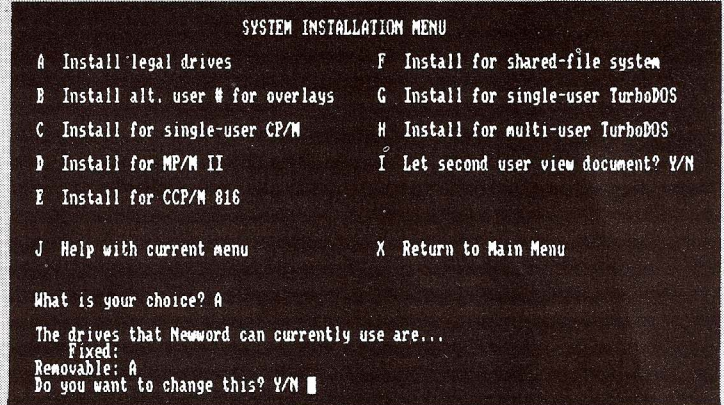 SYSTEM INSTALLATION MENU
A Install legal drives F Install for shared-file system
B Install alt. user # for overlays G Install for single-user TurboDOS
C Install for single-user CP/M H Install for multi-user TurboDOS
D Install for MP/M II I Let second user view document? Y/N
E Install for CCP/M 816
J Help with current menu X Return to Main Menu
What is your choice? A
The drives that Newword can currently use are...
Fixed:
Removable: A
Do you want to change this? Y/N